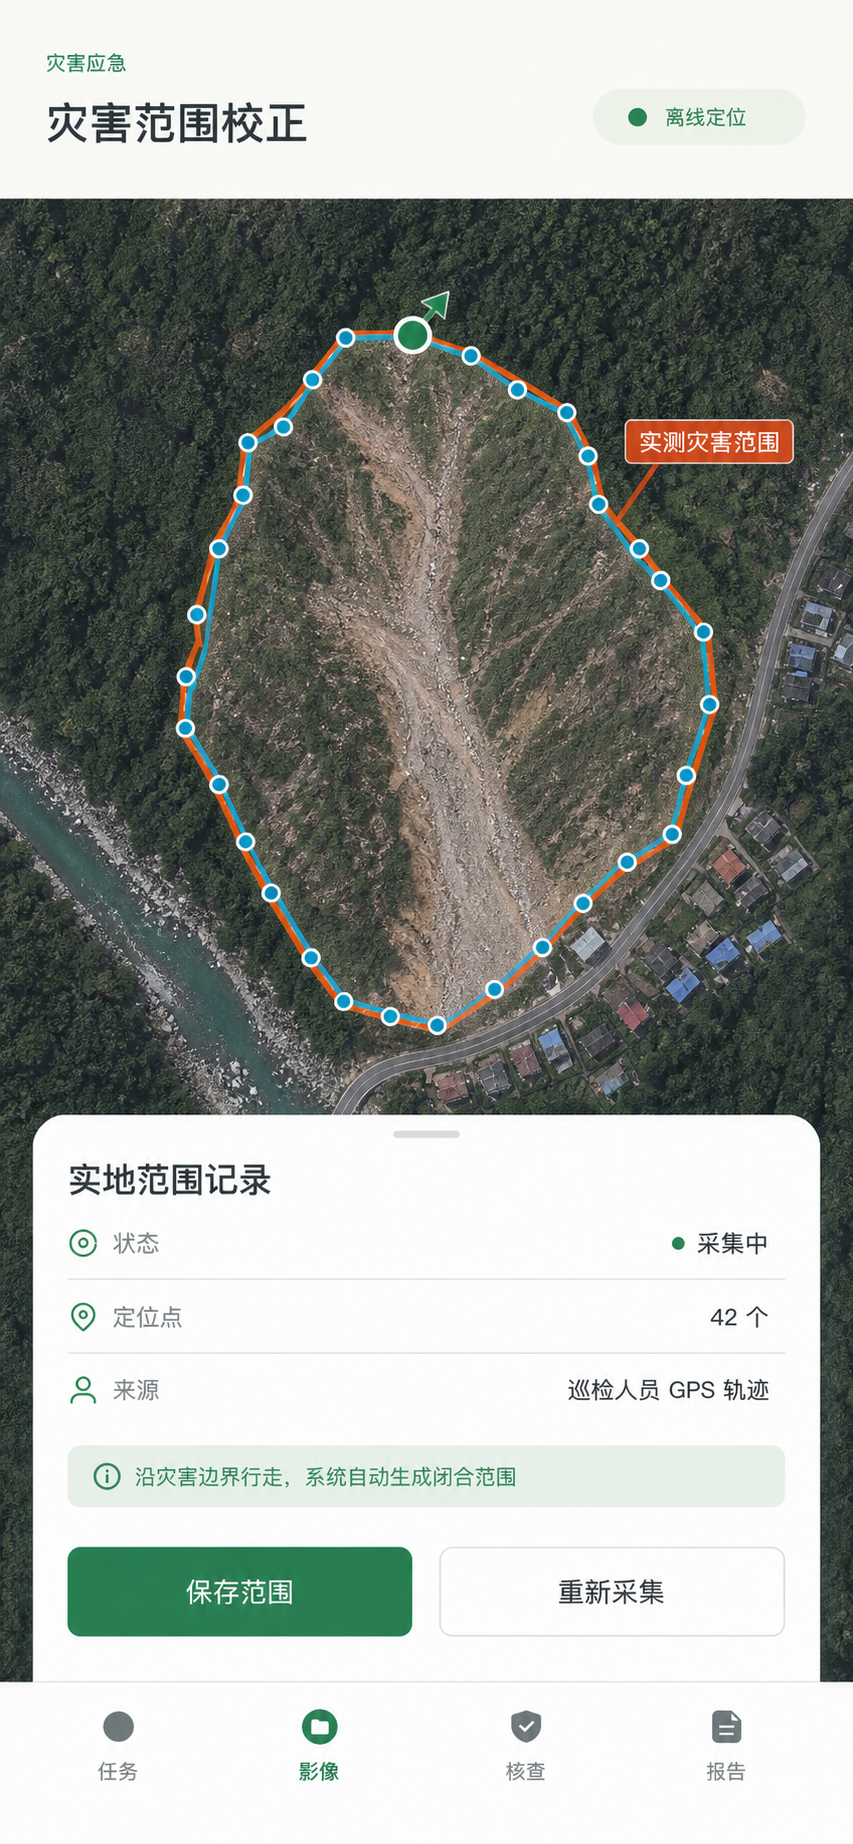 灾害应急
灾害范围校正
离线定位
实测灾害范围
实地范围记录
状态
采集中
定位点
42 个
来源
巡检人员 GPS 轨迹
沿灾害边界行走，系统自动生成闭合范围
保存范围
重新采集
任务
影像
核查
报告